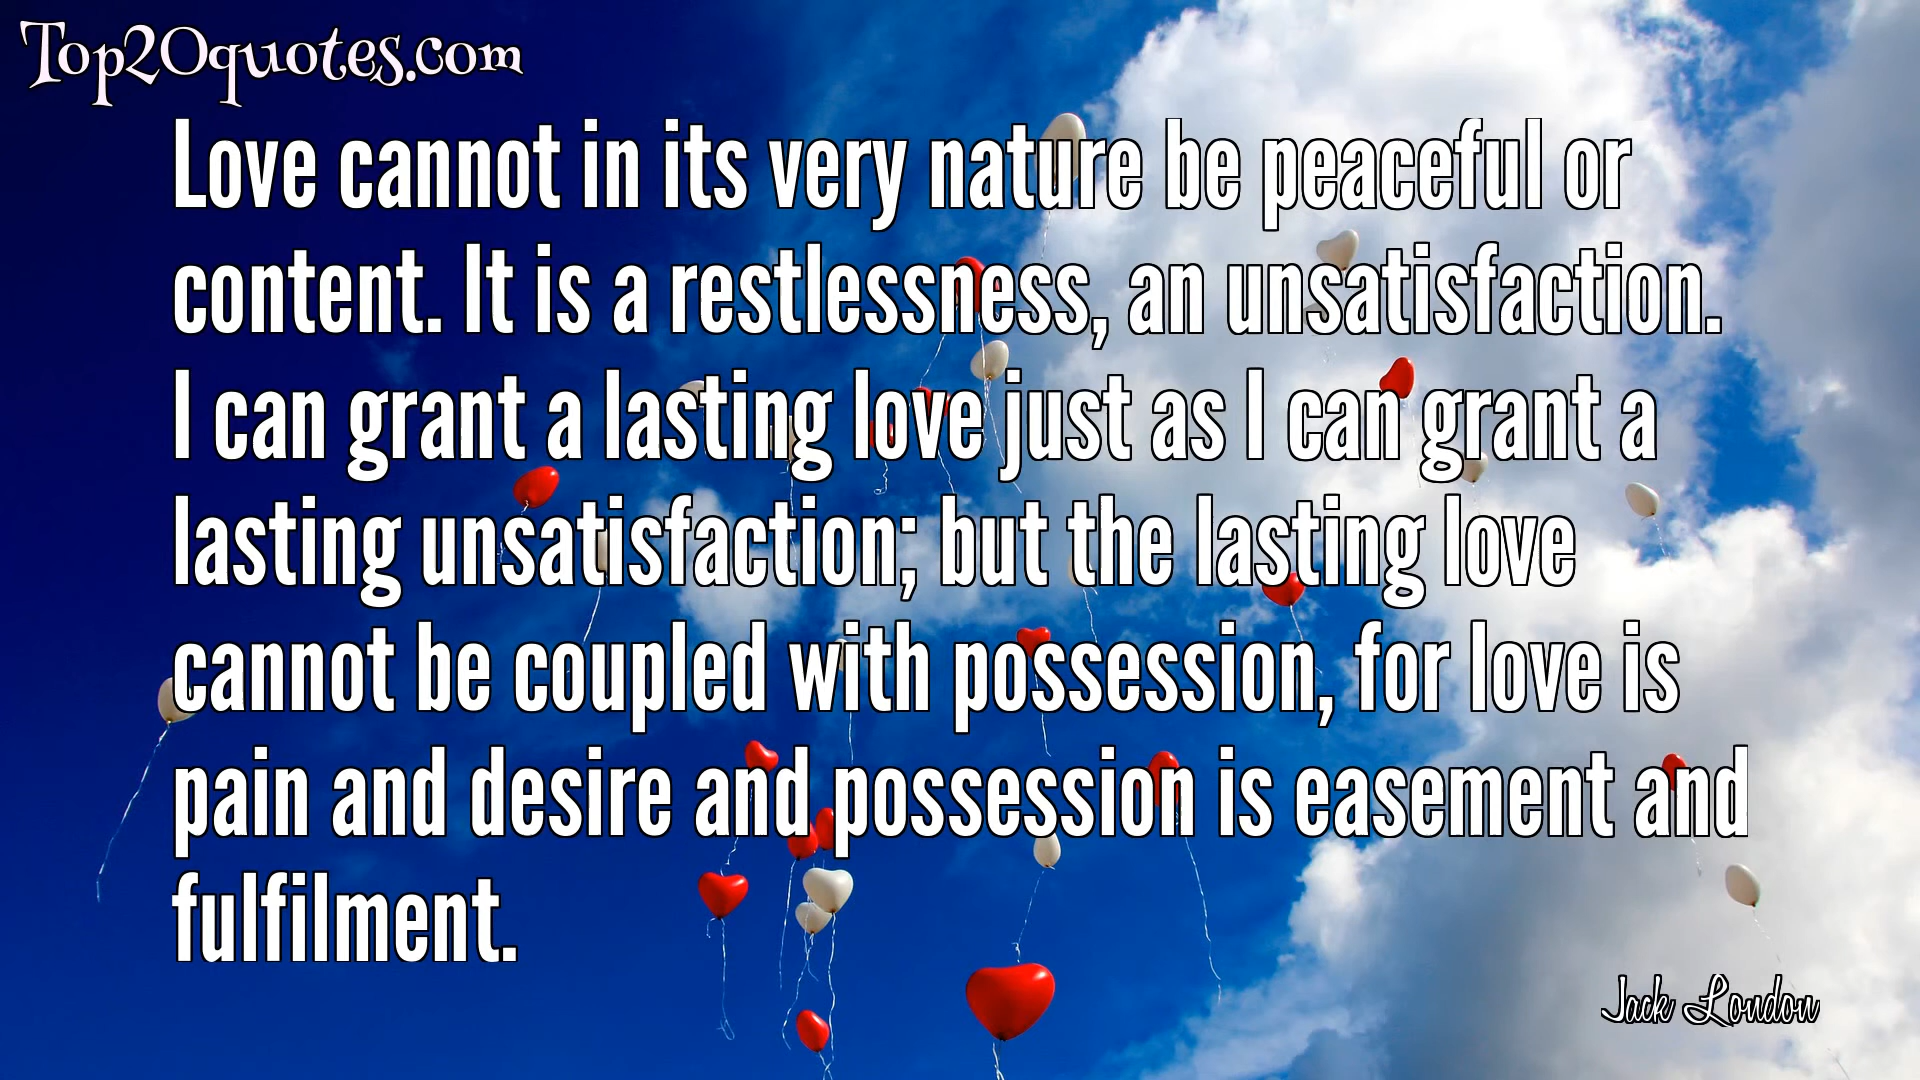 Top20quotes.com
Love cannot in its very nature be peaceful or
content. It is a restlessness, an unsatisfaction.
I can grant a lasting love just as I can grant a
lasting unsatisfaction; but the lasting love
cannot be coupled with possession, for love is
pain and desire and possession is easement and
fulfilment.
Jack London